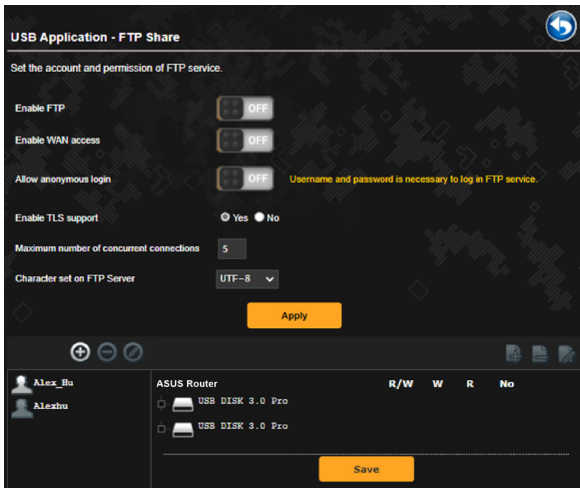 USB Application - FTP Share
Set the account and permission of FTP service.
Enable FTP OFF
Enable WAN access OFF
Allow anonymous login OFF Username and password is necessary to log in FTP service.
Enable TLS support Yes No
Maximum number of concurrent connections 5
Character set on FTP Server UTF-8
Apply
Alex_Hu
Alexhu
ASUS Router R/W W R No
USB DISK 3.0 Pro
USB DISK 3.0 Pro
Save